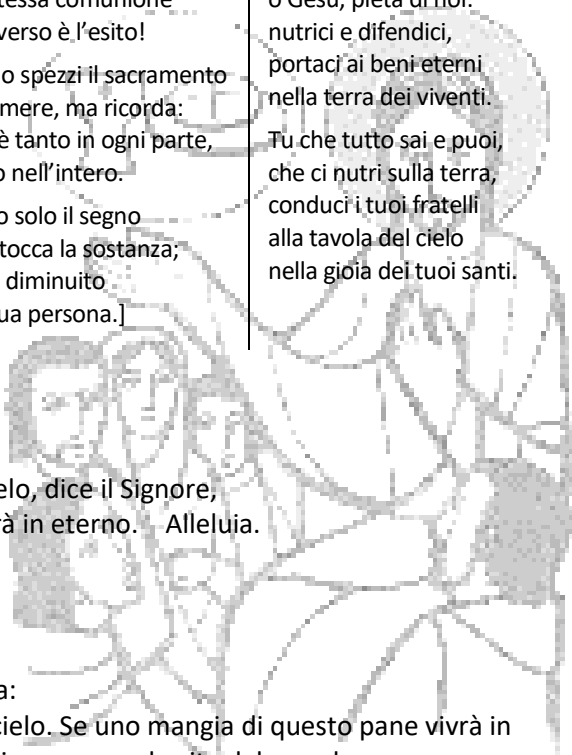 tessa comunione
verso è l'esito!
o spezzi il sacramento
mere, ma ricorda:
è tanto in ogni parte,
o nell'intero.
o solo il segno
tocca la sostanza;
diminuito
ua persona.]
o Gesù, pietà di noi:
nutrici e difendici,
portaci ai beni eterni
nella terra dei viventi.
Tu che tutto sai e puoi,
che ci nutri sulla terra,
conduci i tuoi fratelli
alla tavola del cielo
nella gioia dei tuoi santi.
elo, dice il Signore,
rà in eterno. Alleluia.
a:
cielo. Se uno mangia di questo pane vivrà in